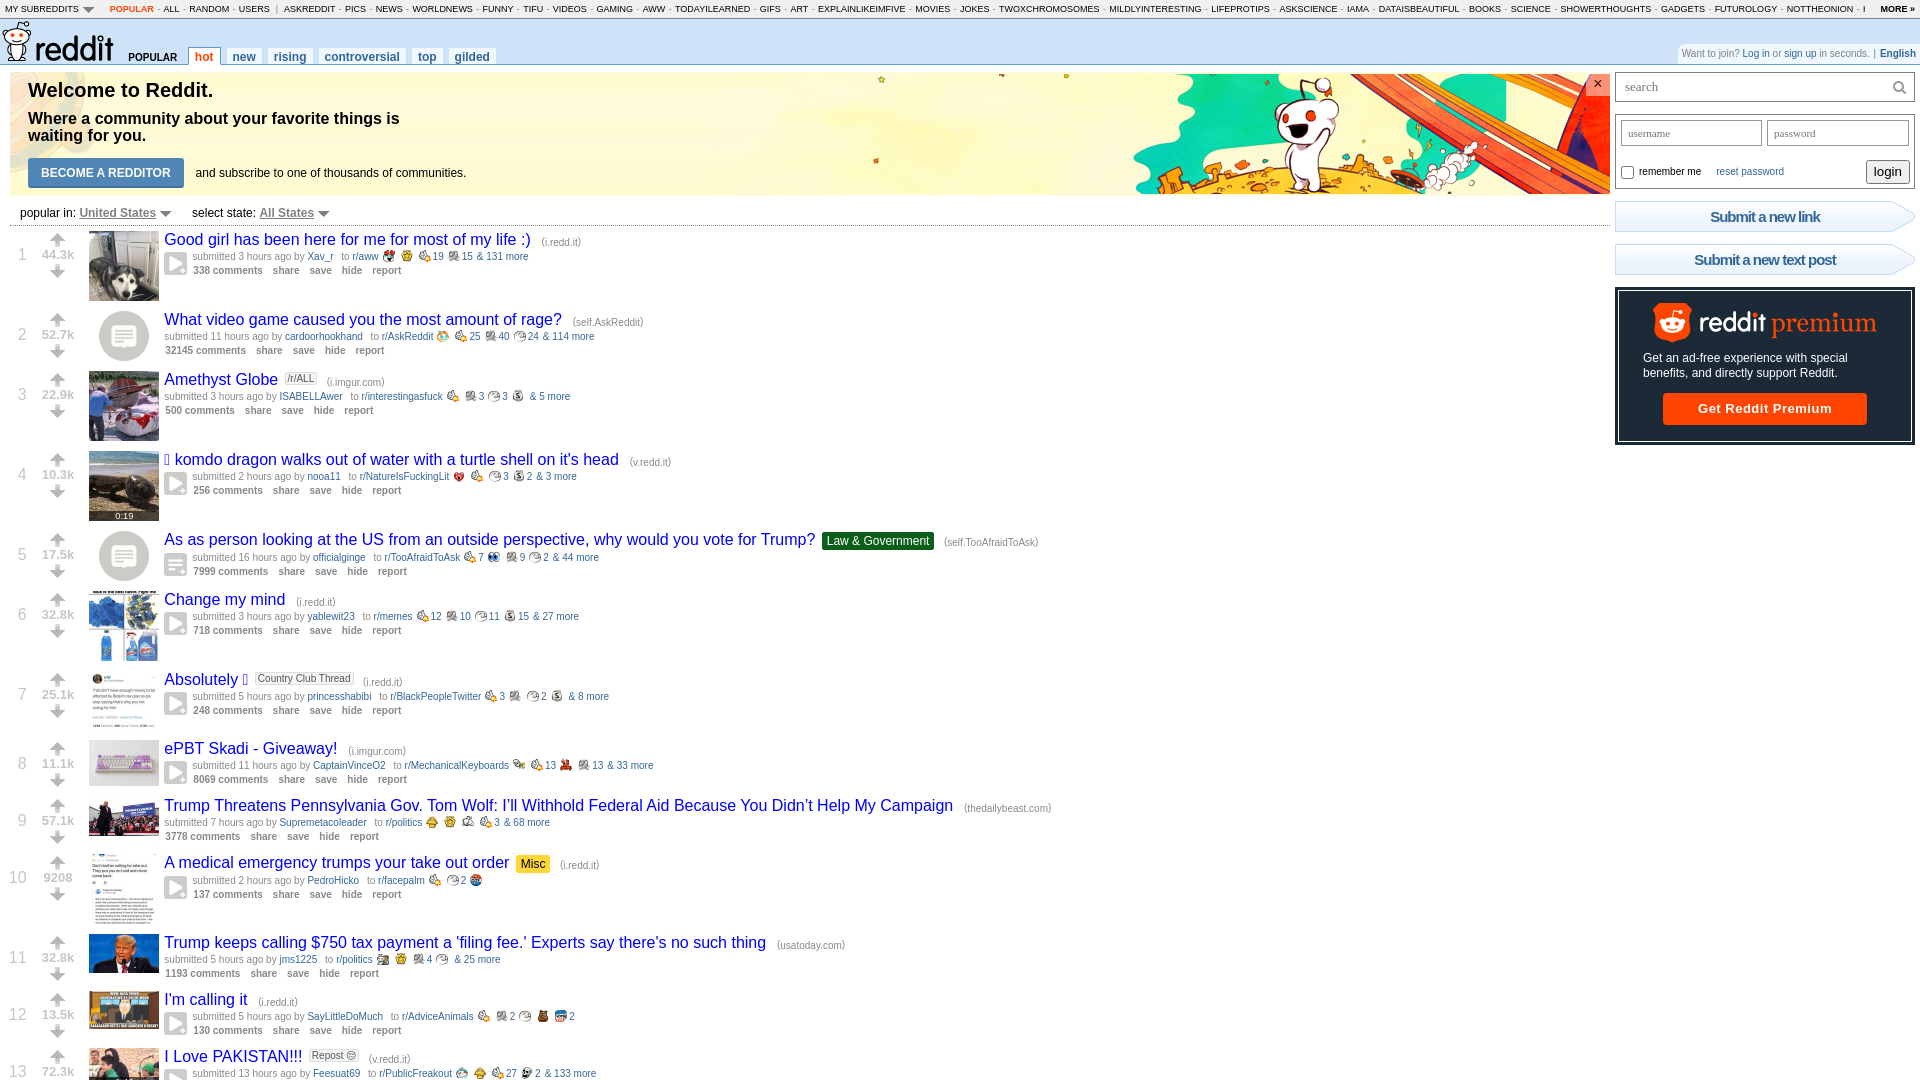 MY SUBREDDITS POPULAR - ALL - RANDOM - USERS | ASKREDDIT - PICS - NEWS - WORLDNEWS - FUNNY - TIFU - VIDEOS - GAMING - AWW - TODAYILEARNED - GIFS - ART - EXPLAINLIKEIMFIVE - MOVIES - JOKES - TWOXCHROMOSOMES - MILDLYINTERESTING - LIFEPROTIPS - ASKSCIENCE - IAMA - DATAISBEAUTIFUL - BOOKS - SCIENCE - SHOWERTHOUGHTS - GADGETS - FUTUROLOGY - NOTTHEONION - MORE »
reddit POPULAR hot new rising controversial top gilded
Want to join? Log in or sign up in seconds. | English
Welcome to Reddit.
Where a community about your favorite things is
waiting for you.
BECOME A REDDITOR and subscribe to one of thousands of communities.
×
popular in: United States select state: All States
1 44.3k
Good girl has been here for me for most of my life :) (i.redd.it)
submitted 3 hours ago by Xav_r to r/aww 19 15 & 131 more
338 comments share save hide report
2 52.7k
What video game caused you the most amount of rage? (self.AskReddit)
submitted 11 hours ago by cardoorhookhand to r/AskReddit 25 40 24 & 114 more
32145 comments share save hide report
3 22.9k
Amethyst Globe /r/ALL (i.imgur.com)
submitted 3 hours ago by ISABELLAwer to r/interestingasfuck 3 3 & 5 more
500 comments share save hide report
4 10.3k
komdo dragon walks out of water with a turtle shell on it's head (v.redd.it)
submitted 2 hours ago by nooa11 to r/NatureIsFuckingLit 3 2 & 3 more
256 comments share save hide report
0:19
5 17.5k
As as person looking at the US from an outside perspective, why would you vote for Trump? Law & Government (self.TooAfraidToAsk)
submitted 16 hours ago by officialginge to r/TooAfraidToAsk 7 9 2 & 44 more
7999 comments share save hide report
6 32.8k
Change my mind (i.redd.it)
submitted 3 hours ago by yablewit23 to r/memes 12 10 11 15 & 27 more
718 comments share save hide report
7 25.1k
Absolutely Country Club Thread (i.redd.it)
submitted 5 hours ago by princesshabibi to r/BlackPeopleTwitter 3 2 & 8 more
248 comments share save hide report
8 11.1k
ePBT Skadi - Giveaway! (i.imgur.com)
submitted 11 hours ago by CaptainVinceO2 to r/MechanicalKeyboards 13 13 & 33 more
8069 comments share save hide report
9 57.1k
Trump Threatens Pennsylvania Gov. Tom Wolf: I’ll Withhold Federal Aid Because You Didn’t Help My Campaign (thedailybeast.com)
submitted 7 hours ago by Supremetacoleader to r/politics 3 & 68 more
3778 comments share save hide report
10 9208
A medical emergency trumps your take out order Misc (i.redd.it)
submitted 2 hours ago by PedroHicko to r/facepalm 2
137 comments share save hide report
11 32.8k
Trump keeps calling $750 tax payment a 'filing fee.' Experts say there's no such thing (usatoday.com)
submitted 5 hours ago by jms1225 to r/politics 4 & 25 more
1193 comments share save hide report
12 13.5k
I'm calling it (i.redd.it)
submitted 5 hours ago by SayLittleDoMuch to r/AdviceAnimals 2 2
130 comments share save hide report
13 72.3k
I Love PAKISTAN!!! Repost 😔 (v.redd.it)
submitted 13 hours ago by Feesuat69 to r/PublicFreakout 27 2 & 133 more
search
username password
remember me reset password login
Submit a new link
Submit a new text post
reddit premium
Get an ad-free experience with special
benefits, and directly support Reddit.
Get Reddit Premium